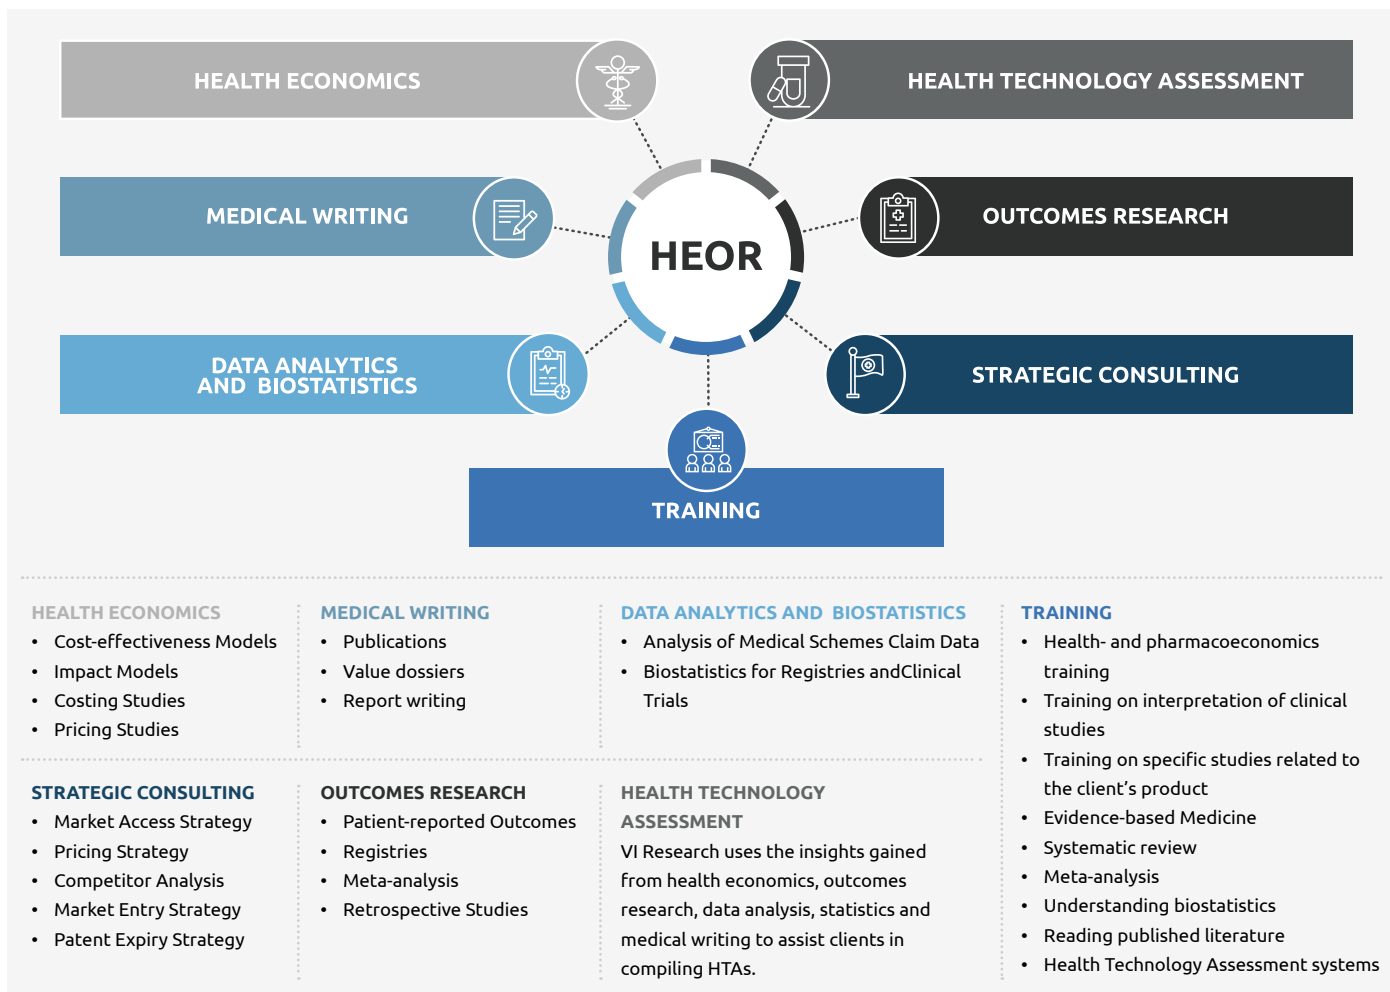 HEALTH ECONOMICS
HEALTH TECHNOLOGY ASSESSMENT
MEDICAL WRITING
OUTCOMES RESEARCH
HEOR
DATA ANALYTICS
AND BIOSTATISTICS
STRATEGIC CONSULTING
TRAINING
HEALTH ECONOMICS
• Cost-effectiveness Models
• Impact Models
• Costing Studies
• Pricing Studies
MEDICAL WRITING
• Publications
• Value dossiers
• Report writing
DATA ANALYTICS AND BIOSTATISTICS
• Analysis of Medical Schemes Claim Data
• Biostatistics for Registries andClinical
Trials
TRAINING
• Health- and pharmacoeconomics
training
• Training on interpretation of clinical
studies
• Training on specific studies related to
the client’s product
• Evidence-based Medicine
• Systematic review
• Meta-analysis
• Understanding biostatistics
• Reading published literature
• Health Technology Assessment systems
STRATEGIC CONSULTING
• Market Access Strategy
• Pricing Strategy
• Competitor Analysis
• Market Entry Strategy
• Patent Expiry Strategy
OUTCOMES RESEARCH
• Patient-reported Outcomes
• Registries
• Meta-analysis
• Retrospective Studies
HEALTH TECHNOLOGY
ASSESSMENT
VI Research uses the insights gained
from health economics, outcomes
research, data analysis, statistics and
medical writing to assist clients in
compiling HTAs.